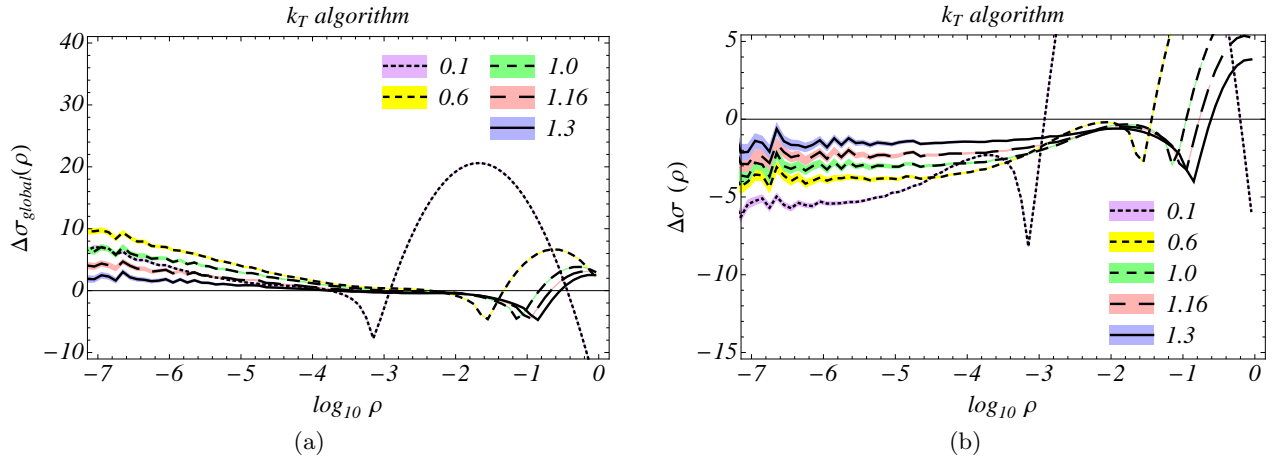 k_T algorithm
40
30
20
10
0
−10
Δσ_global(ρ)
0.1 1.0
0.6 1.16
1.3
−7 −6 −5 −4 −3 −2 −1 0
log_10 ρ
(a)
k_T algorithm
5
0
−5
−10
−15
Δσ (ρ)
0.1
0.6
1.0
1.16
1.3
−7 −6 −5 −4 −3 −2 −1 0
log_10 ρ
(b)